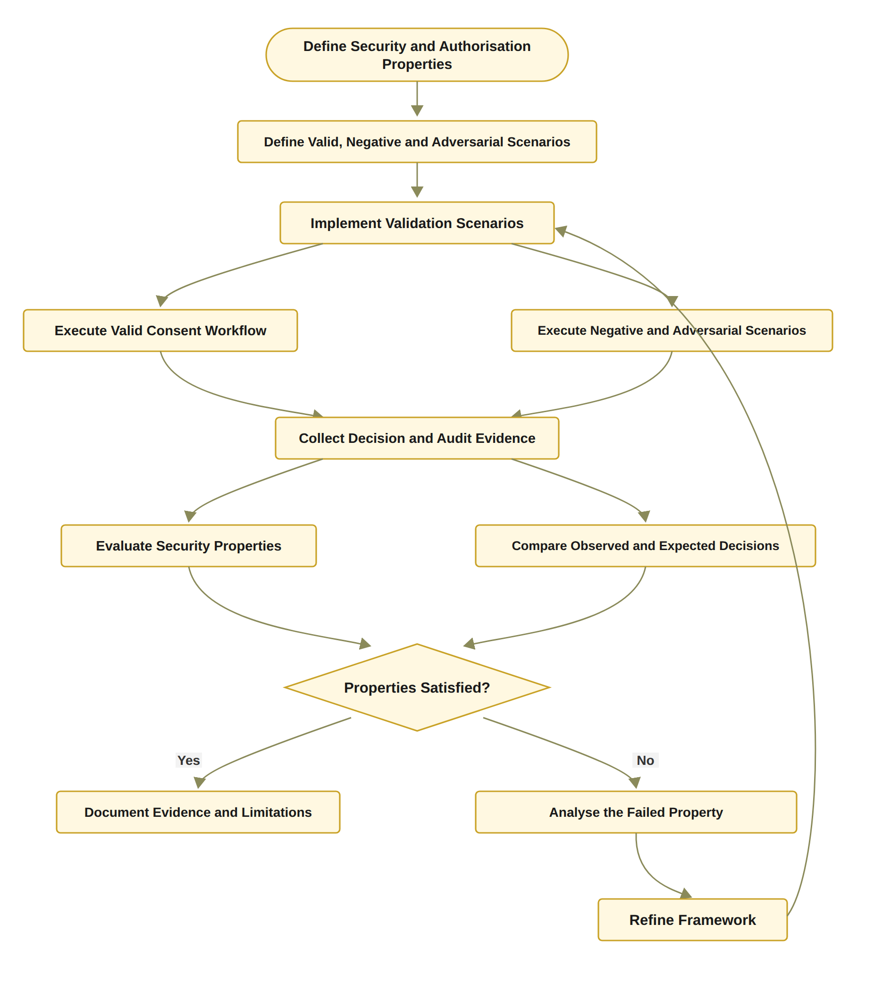 Define Security and Authorisation
Properties
Define Valid, Negative and Adversarial Scenarios
Implement Validation Scenarios
Execute Valid Consent Workflow
Execute Negative and Adversarial Scenarios
Collect Decision and Audit Evidence
Evaluate Security Properties
Compare Observed and Expected Decisions
Properties Satisfied?
Yes
No
Document Evidence and Limitations
Analyse the Failed Property
Refine Framework